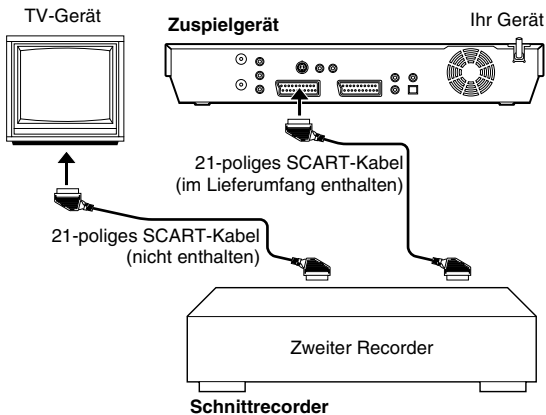 TV-Gerät
Zuspielgerät
Ihr Gerät
21-poliges SCART-Kabel
(im Lieferumfang enthalten)
21-poliges SCART-Kabel
(nicht enthalten)
Zweiter Recorder
Schnittrecorder